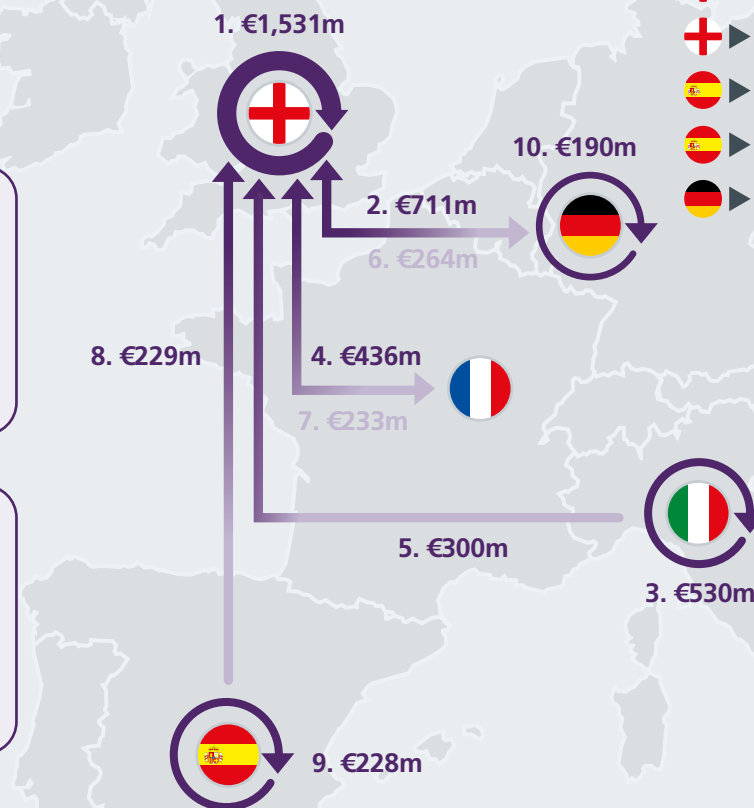 1. €1,531m
10. €190m
2. €711m
6. €264m
8. €229m
4. €436m
7. €233m
5. €300m
3. €530m
9. €228m